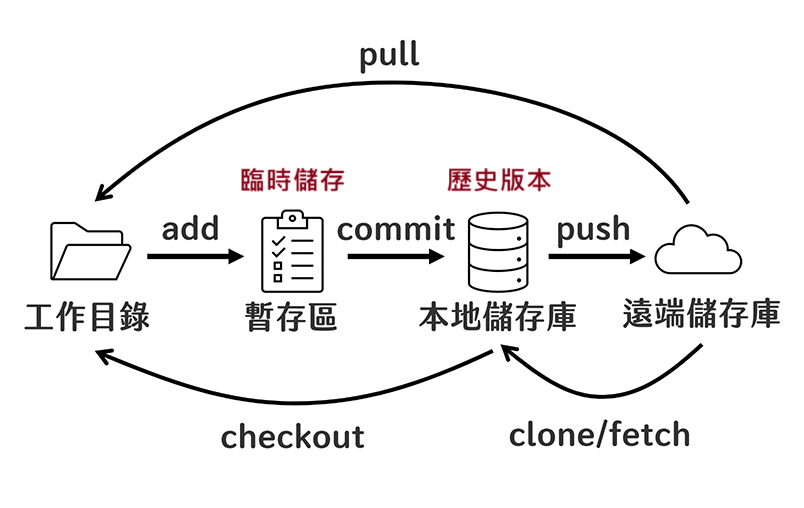 pull
臨時儲存
歷史版本
add
commit
push
工作目錄
暫存區
本地儲存庫
遠端儲存庫
checkout
clone/fetch